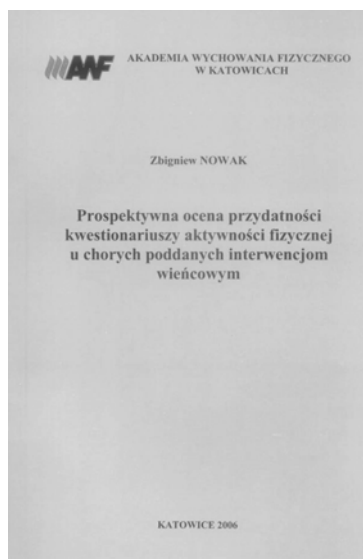 AWF AKADEMIA WYCHOWANIA FIZYCZNEGO
W KATOWICACH
Zbigniew NOWAK
Prospektywna ocena przydatności
kwestionariuszy aktywności fizycznej
u chorych poddanych interwencjom
wieńcowym
KATOWICE 2006